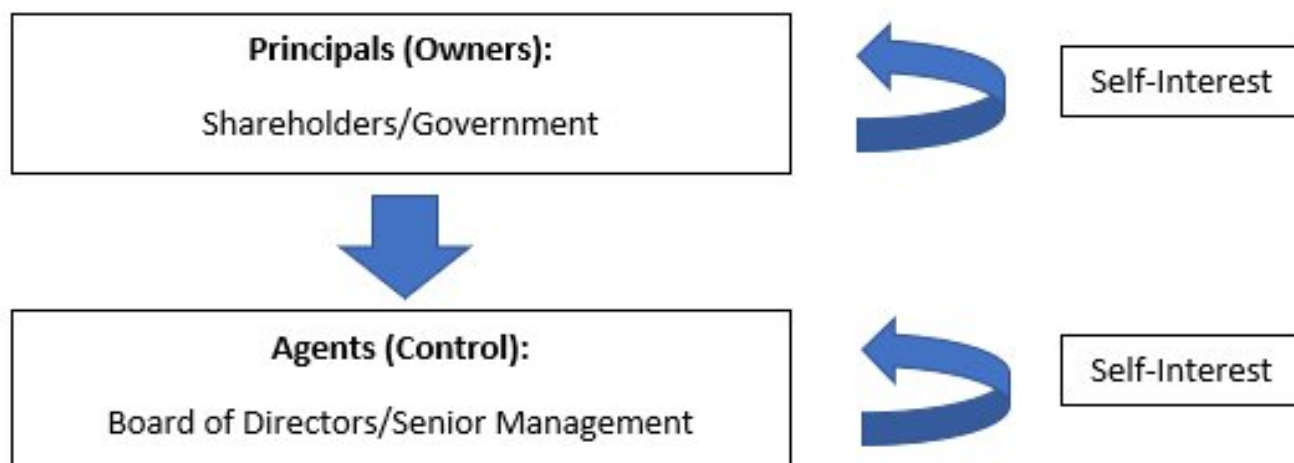 Principals (Owners):
Self-Interest
Shareholders/Government
Agents (Control):
Self-Interest
Board of Directors/Senior Management